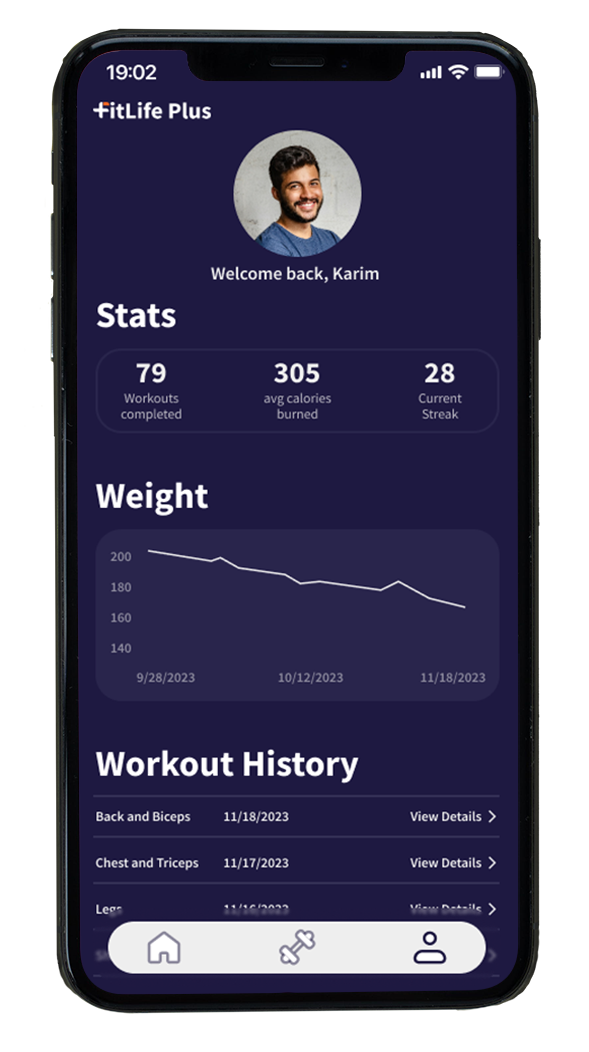 19:02
FitLife Plus
Welcome back, Karim
Stats
79 305 28
Workouts avg calories Current
completed burned Streak
Weight
200
180
160
140
9/28/2023 10/12/2023 11/18/2023
Workout History
Back and Biceps 11/18/2023 View Details
Chest and Triceps 11/17/2023 View Details
Legs 11/16/2023 View Details